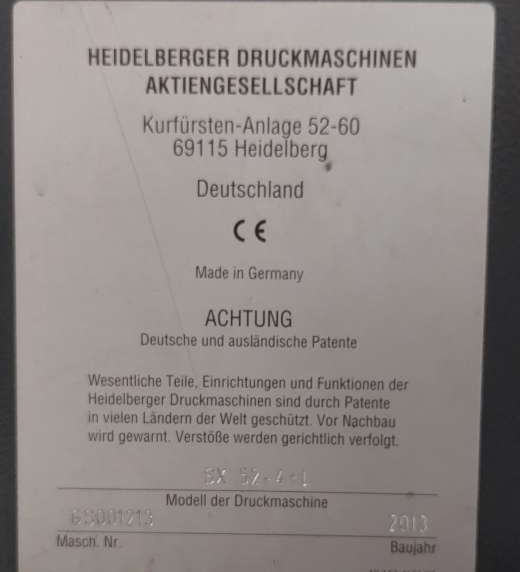 HEIDELBERGER DRUCKMASCHINEN
AKTIENGESELLSCHAFT
Kurfürsten-Anlage 52-60
69115 Heidelberg
Deutschland
CE
Made in Germany
ACHTUNG
Deutsche und ausländische Patente
Wesentliche Teile, Einrichtungen und Funktionen der
Heidelberger Druckmaschinen sind durch Patente
in vielen Ländern der Welt geschützt. Vor Nachbau
wird gewarnt. Verstöße werden gerichtlich verfolgt.
Modell der Druckmaschine
2013
Masch. Nr.
Baujahr